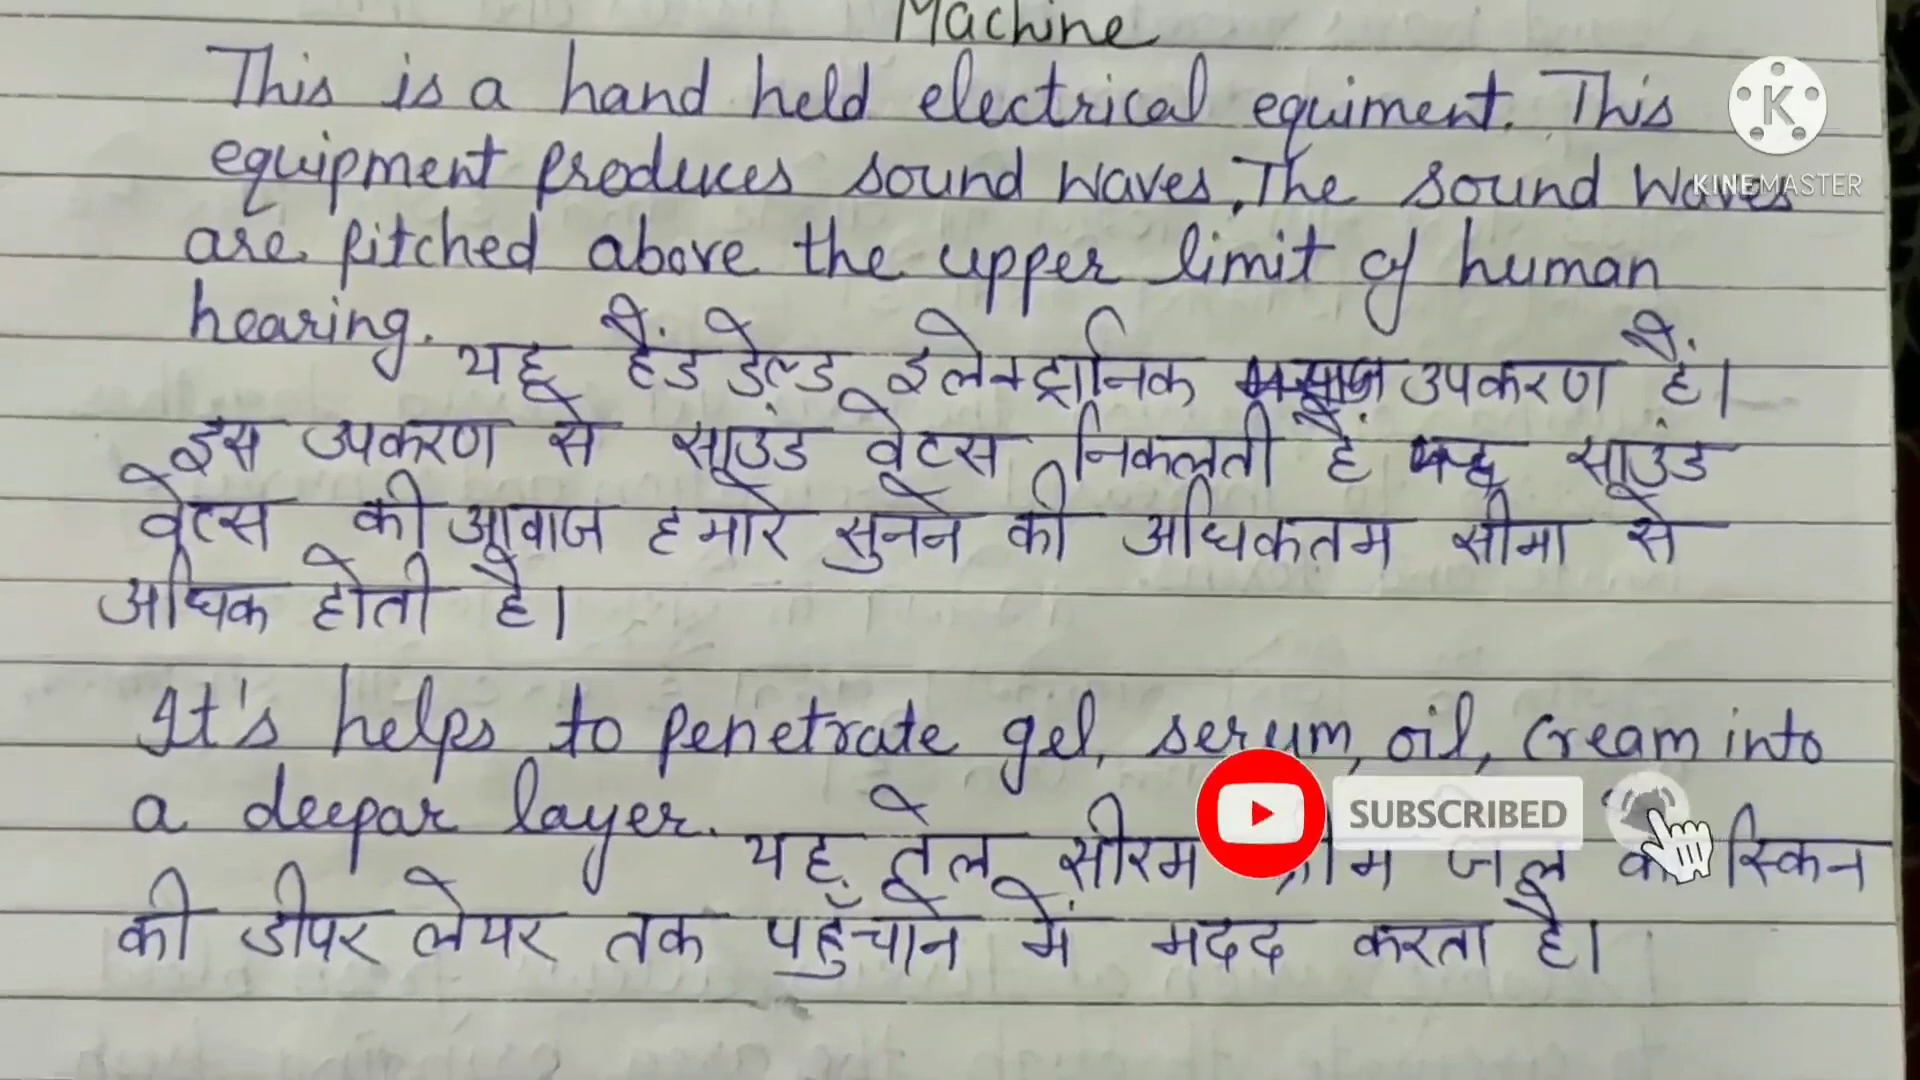 Machine
This is a hand held electrical equiment. This
equipment produces sound waves. The sound waves
are pitched above the upper limit of human
hearing.
यह हैंड डेल्ड इलेक्ट्रानिक उपकरण हैं।
इस उपकरण से साउंड वेव्स निकलती हैं यह साउंड
वेव्स की आवाज हमारे सुनने की अधिकतम सीमा से
अधिक होती है।
It's helps to penetrate gel, serum, oil, cream into
a deepar layer.
यह तेल सीरम जल को स्किन
की डीपर लेयर तक पहुँचाने में मदद करता है।
K
KINEMASTER
SUBSCRIBED